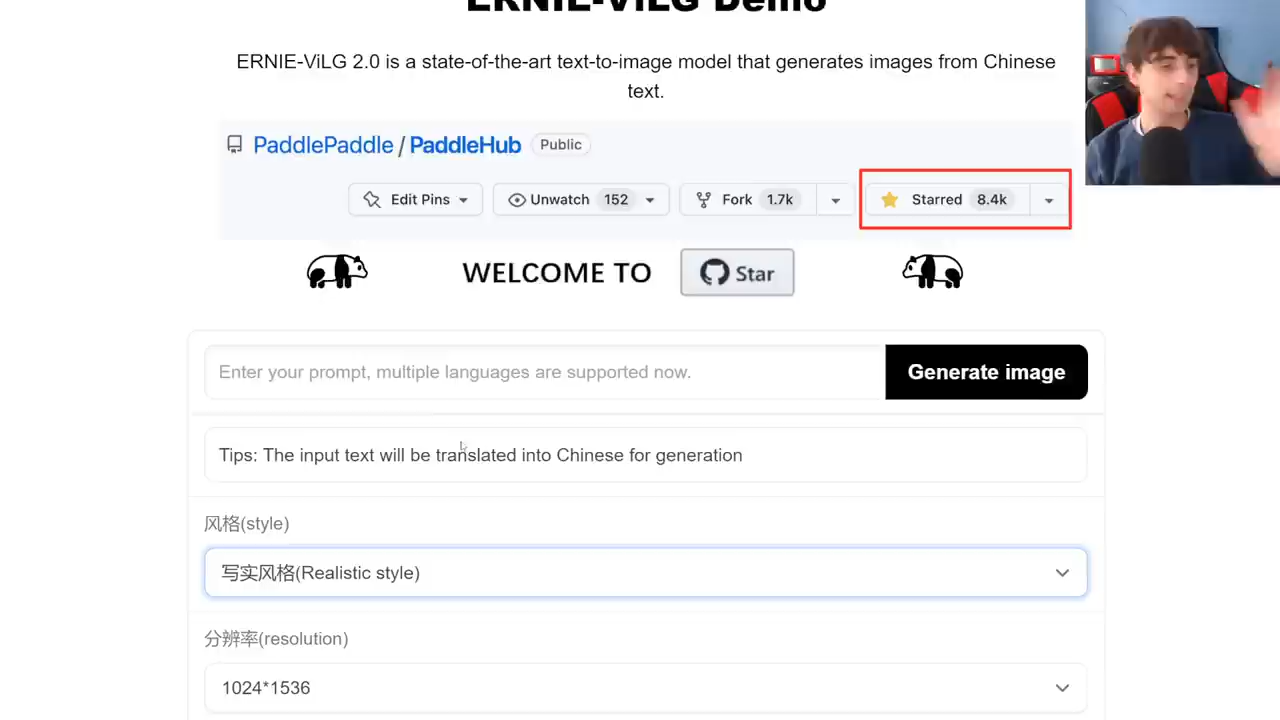 ERNIE-ViLG Demo
ERNIE-ViLG 2.0 is a state-of-the-art text-to-image model that generates images from Chinese
text.
PaddlePaddle / PaddleHub Public
Edit Pins Unwatch 152 Fork 1.7k Starred 8.4k
WELCOME TO Star
Enter your prompt, multiple languages are supported now.
Generate image
Tips: The input text will be translated into Chinese for generation
风格(style)
写实风格(Realistic style)
分辨率(resolution)
1024*1536